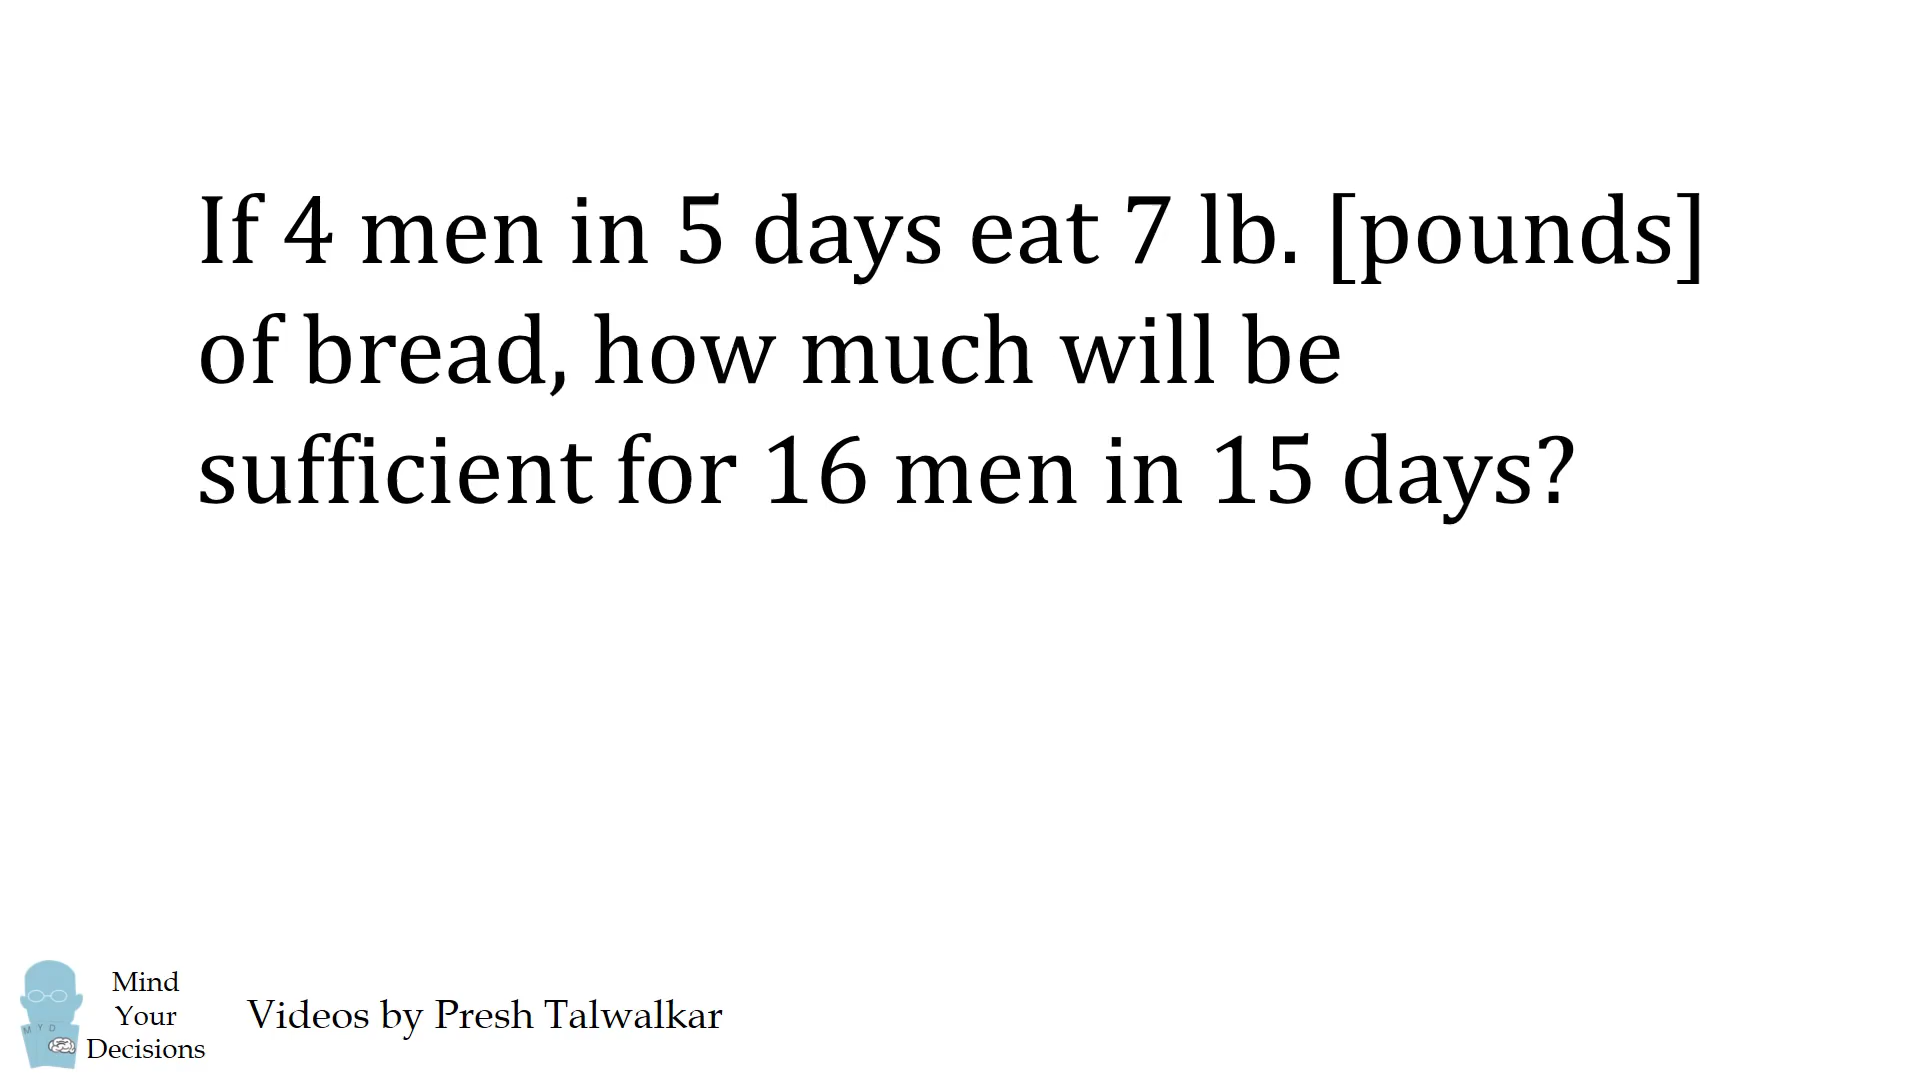 If 4 men in 5 days eat 7 lb. [pounds]
of bread, how much will be
sufficient for 16 men in 15 days?
M Y D
Mind
Your
Decisions
Videos by Presh Talwalkar